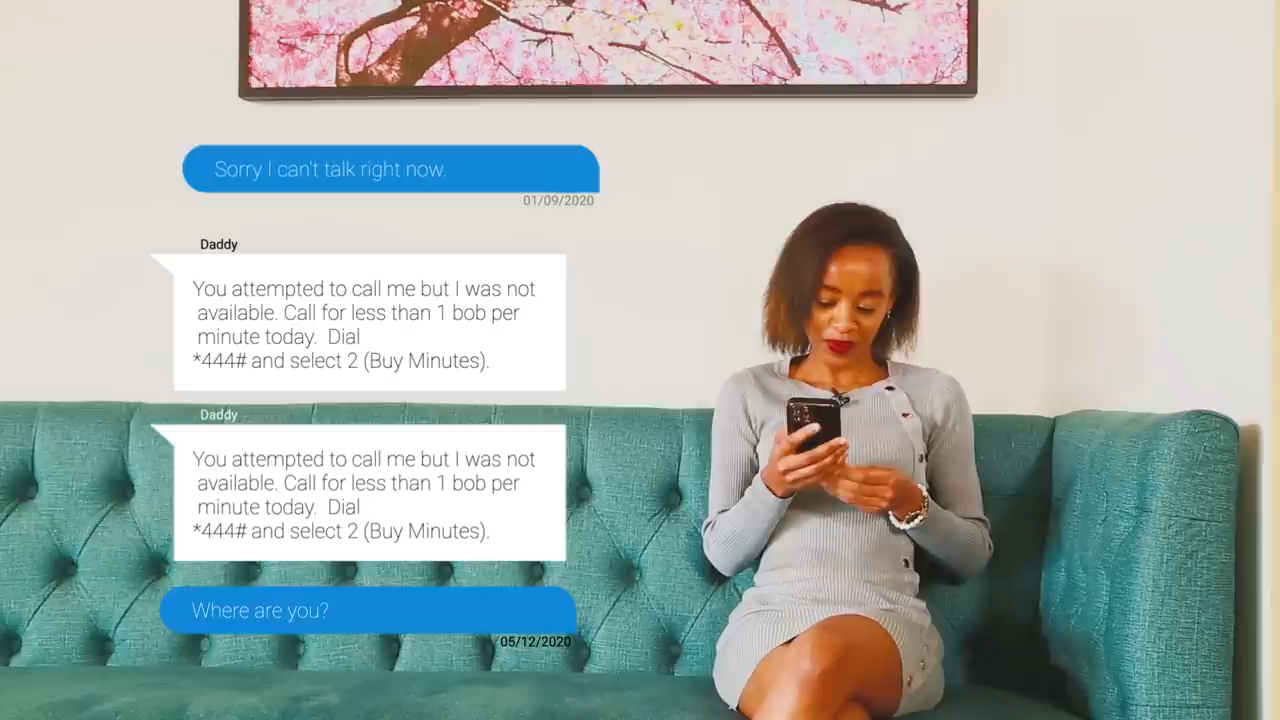 Sorry I can't talk right now.
01/09/2020
Daddy
You attempted to call me but I was not
available. Call for less than 1 bob per
minute today.  Dial
*444# and select 2 (Buy Minutes).
Daddy
You attempted to call me but I was not
available. Call for less than 1 bob per
minute today.  Dial
*444# and select 2 (Buy Minutes).
Where are you?
05/12/2020